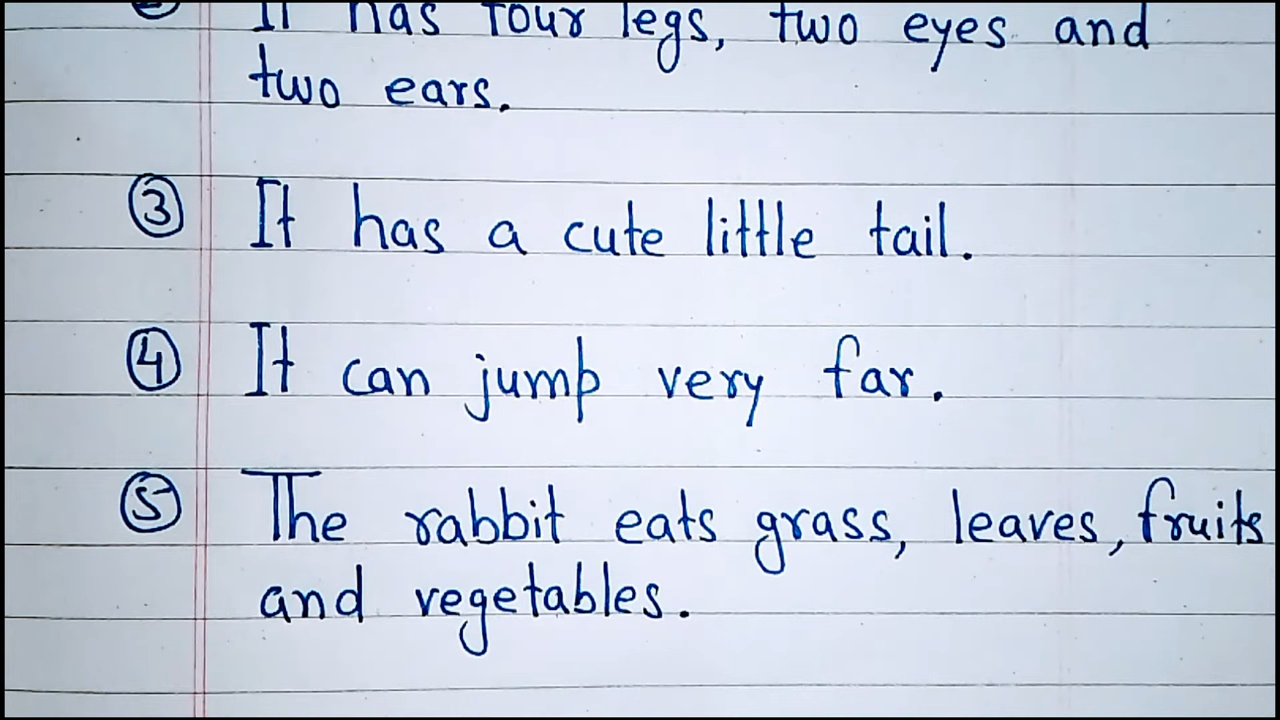 It has four legs, two eyes and
two ears.
③ It has a cute little tail.
④ It can jump very far.
⑤ The rabbit eats grass, leaves, fruits
and vegetables.